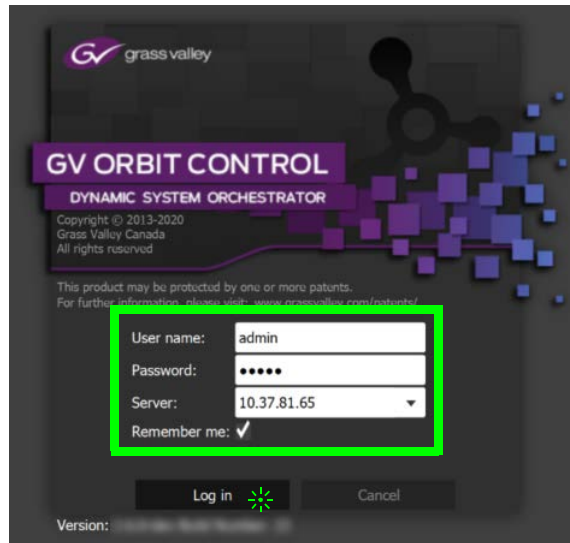 GV grass valley
GV ORBIT CONTROL
DYNAMIC SYSTEM ORCHESTRATOR
Copyright © 2013-2020
Grass Valley Canada
All rights reserved
This product may be protected by one or more patents.
For further information, please visit: www.grassvalley.com/patents/
User name: admin
Password: •••••
Server: 10.37.81.65
Remember me:
Log in Cancel
Version: